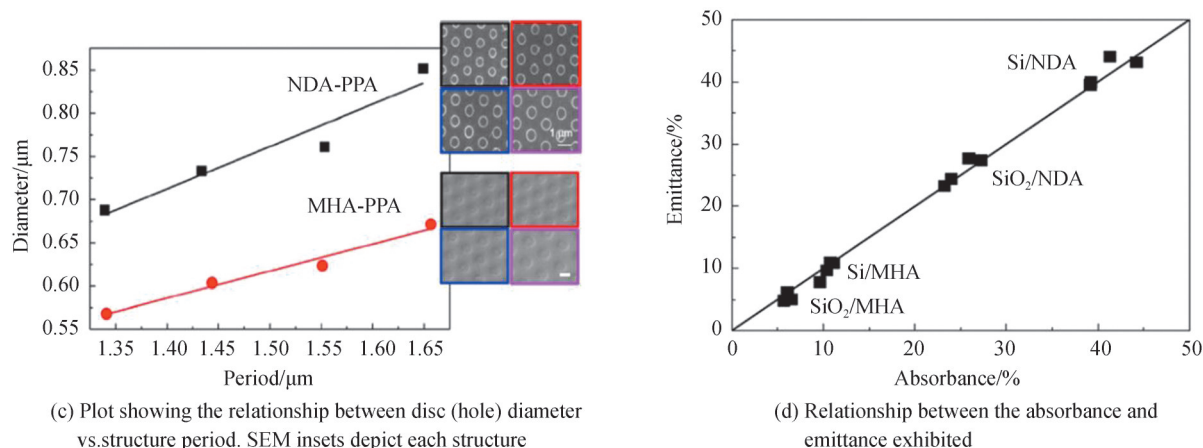 0.85
0.80
0.75
0.70
0.65
0.60
0.55
Diameter/μm
NDA-PPA
MHA-PPA
1 μm
1.35 1.40 1.45 1.50 1.55 1.60 1.65
Period/μm
(c) Plot showing the relationship between disc (hole) diameter
vs.structure period. SEM insets depict each structure
50
40
30
20
10
0
Emittance/%
Si/NDA
SiO₂/NDA
Si/MHA
SiO₂/MHA
0 10 20 30 40 50
Absorbance/%
(d) Relationship between the absorbance and
emittance exhibited